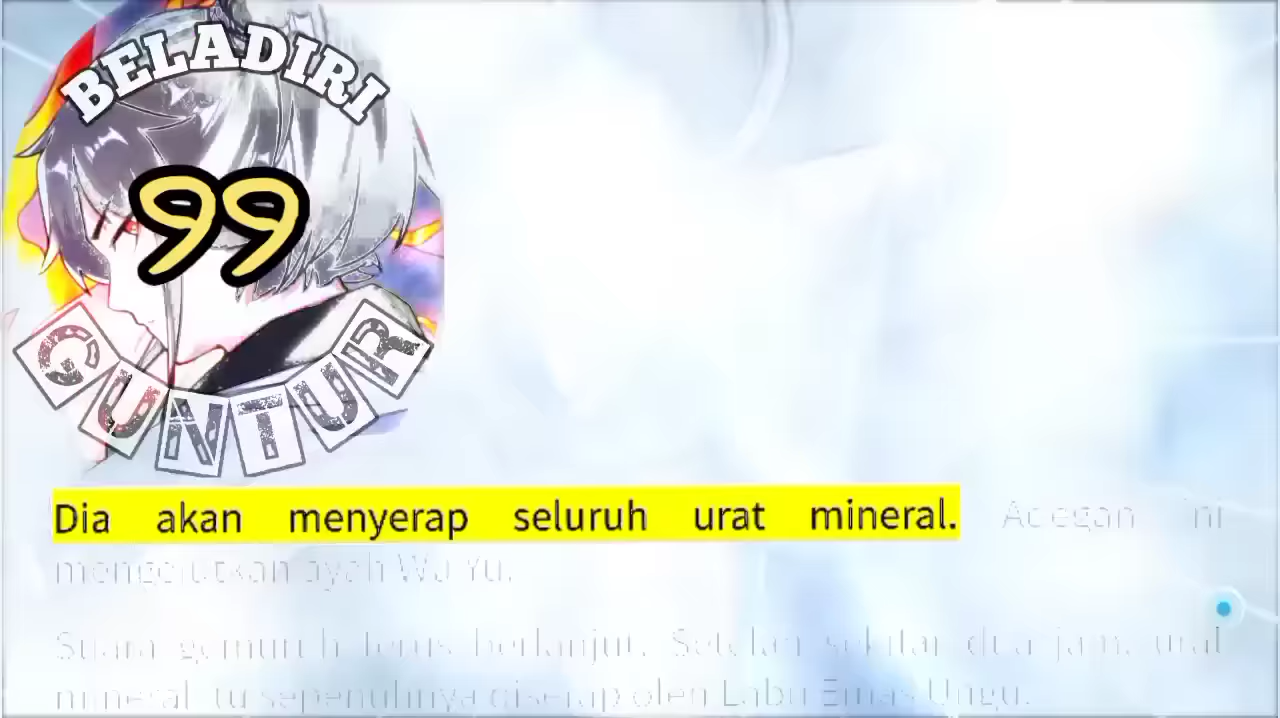 BELADIRI
99
GUNTUR
Dia akan menyerap seluruh urat mineral. Adegan ini
mengejutkan ayah Wu Yu.
Suara gemuruh terus berlanjut. Setelah sekitar dua jam, urat
mineral itu sepenuhnya diserap oleh Labu Emas Ungu.